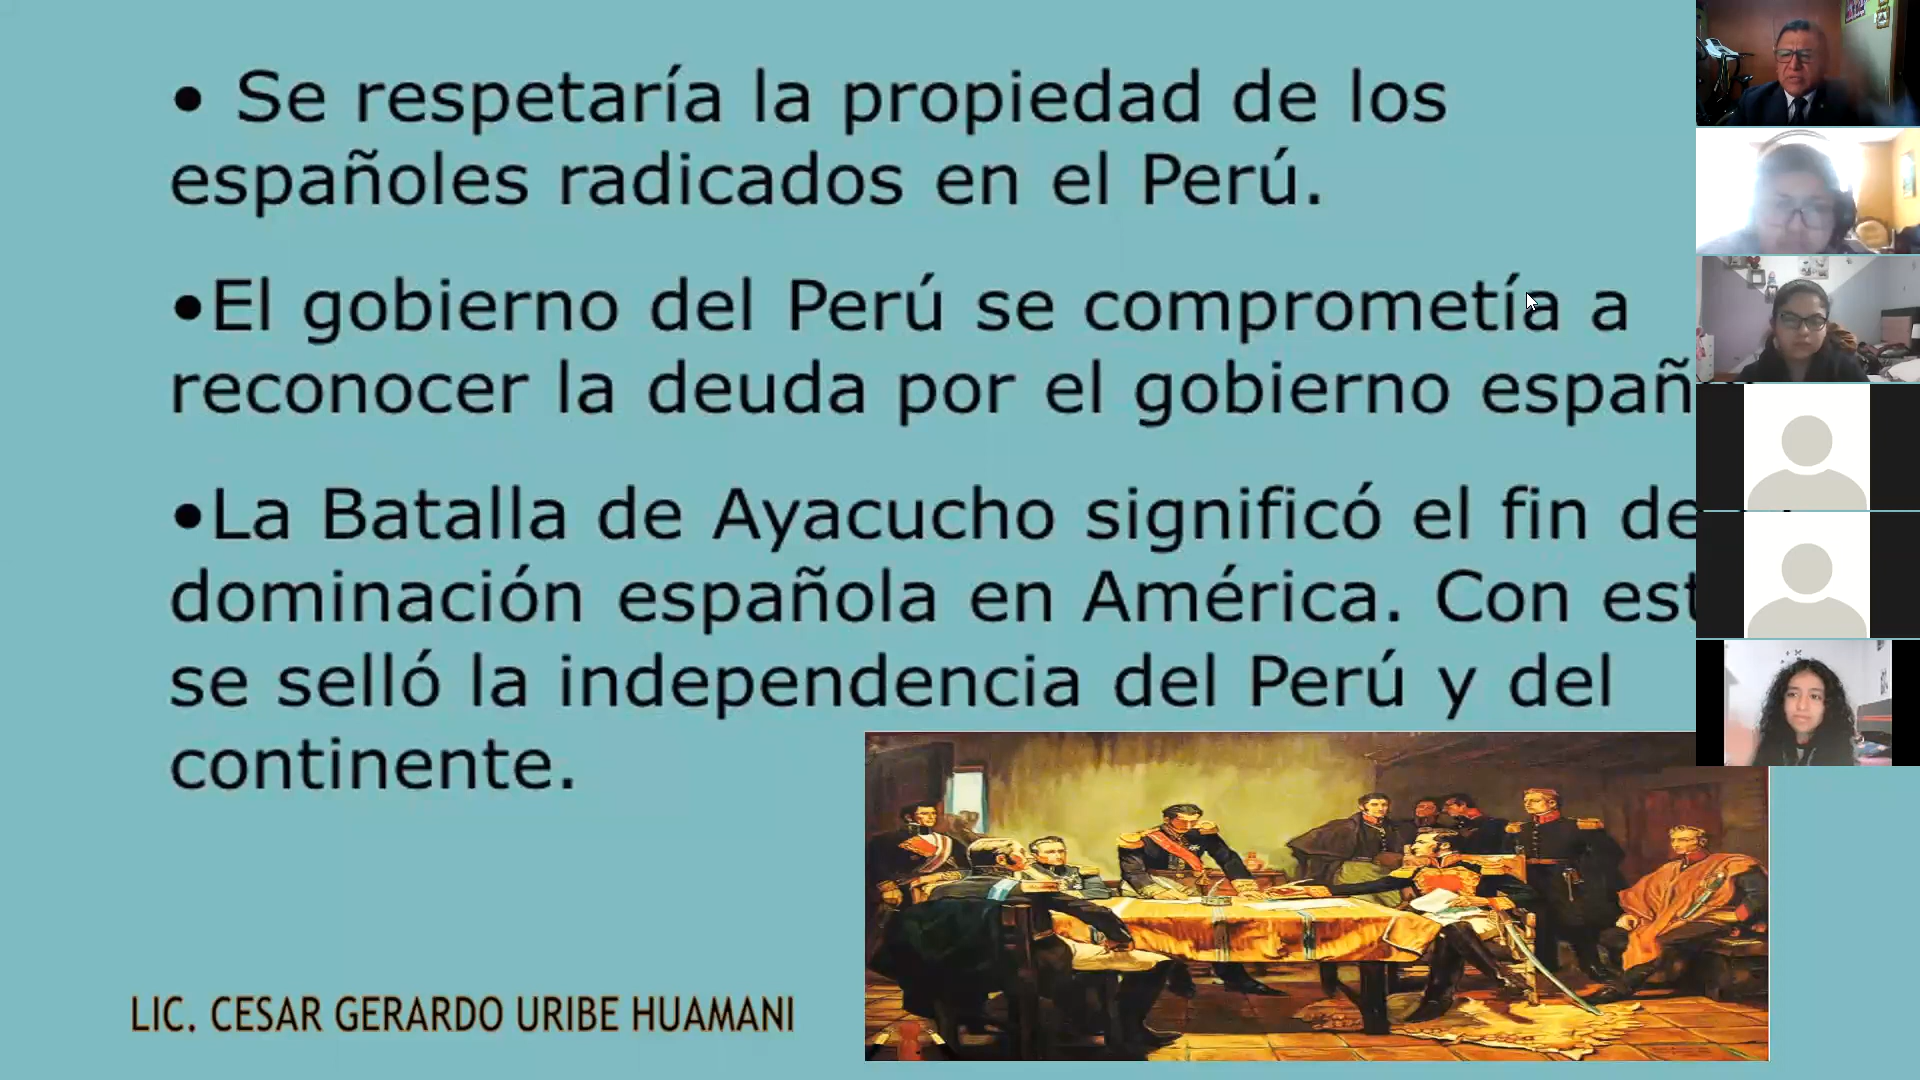 • Se respetaría la propiedad de los
españoles radicados en el Perú.
•El gobierno del Perú se comprometía a
reconocer la deuda por el gobierno
•La Batalla de Ayacucho significó el fin de
dominación española en América. Con
se selló la independencia del Perú y del
continente.
LIC. CESAR GERARDO URIBE HUAMANI